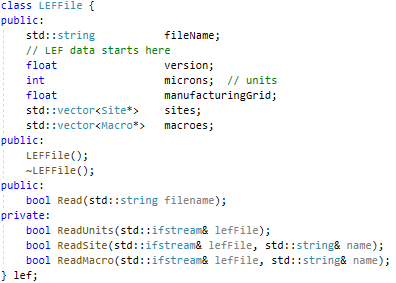 class LEFFile {
public:
    std::string          fileName;
    // LEF data starts here
    float                version;
    int                  microns;  // units
    float                manufacturingGrid;
    std::vector<Site*>   sites;
    std::vector<Macro*>  macroes;
public:
    LEFFile();
    ~LEFFile();
public:
    bool Read(std::string filename);
private:
    bool ReadUnits(std::ifstream& lefFile);
    bool ReadSite(std::ifstream& lefFile, std::string& name);
    bool ReadMacro(std::ifstream& lefFile, std::string& name);
} lef;